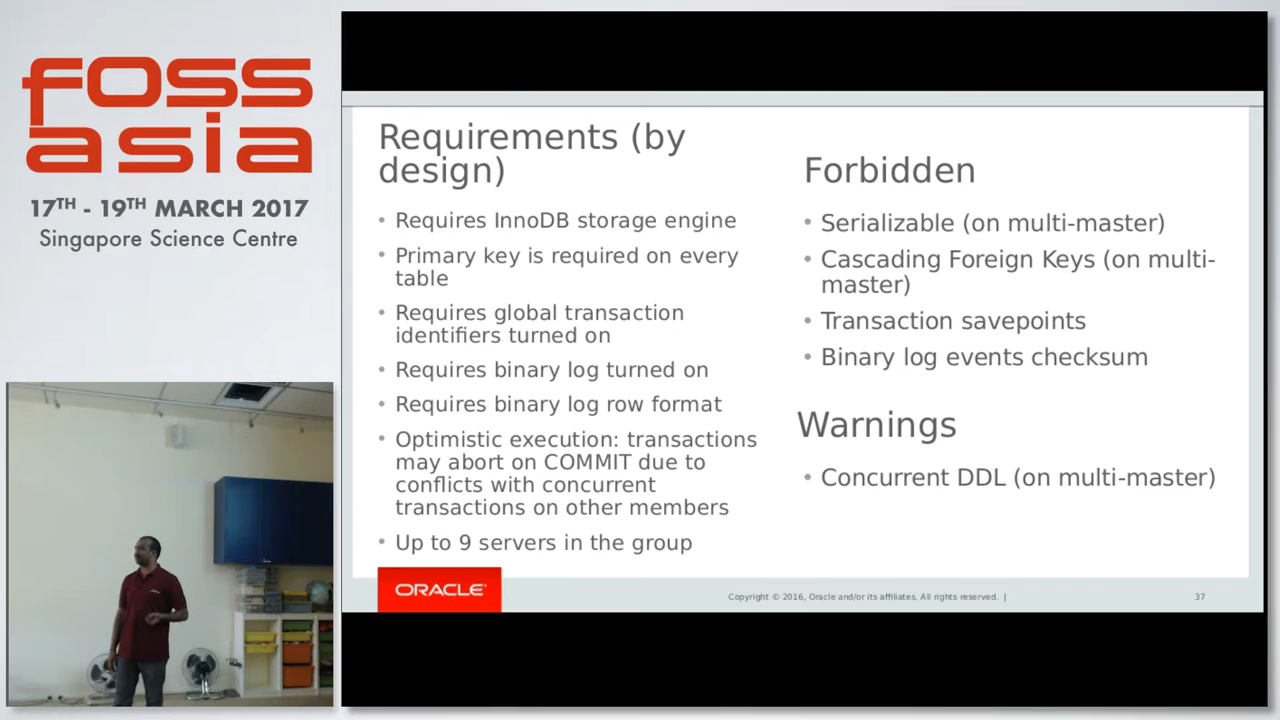 foss
asia
17TH - 19TH MARCH 2017
Singapore Science Centre
Requirements (by
design)
• Requires InnoDB storage engine
• Primary key is required on every
table
• Requires global transaction
identifiers turned on
• Requires binary log turned on
• Requires binary log row format
• Optimistic execution: transactions
may abort on COMMIT due to
conflicts with concurrent
transactions on other members
• Up to 9 servers in the group
Forbidden
• Serializable (on multi-master)
• Cascading Foreign Keys (on multi-
master)
• Transaction savepoints
• Binary log events checksum
Warnings
• Concurrent DDL (on multi-master)
ORACLE®
Copyright © 2016, Oracle and/or its affiliates. All rights reserved. |
37